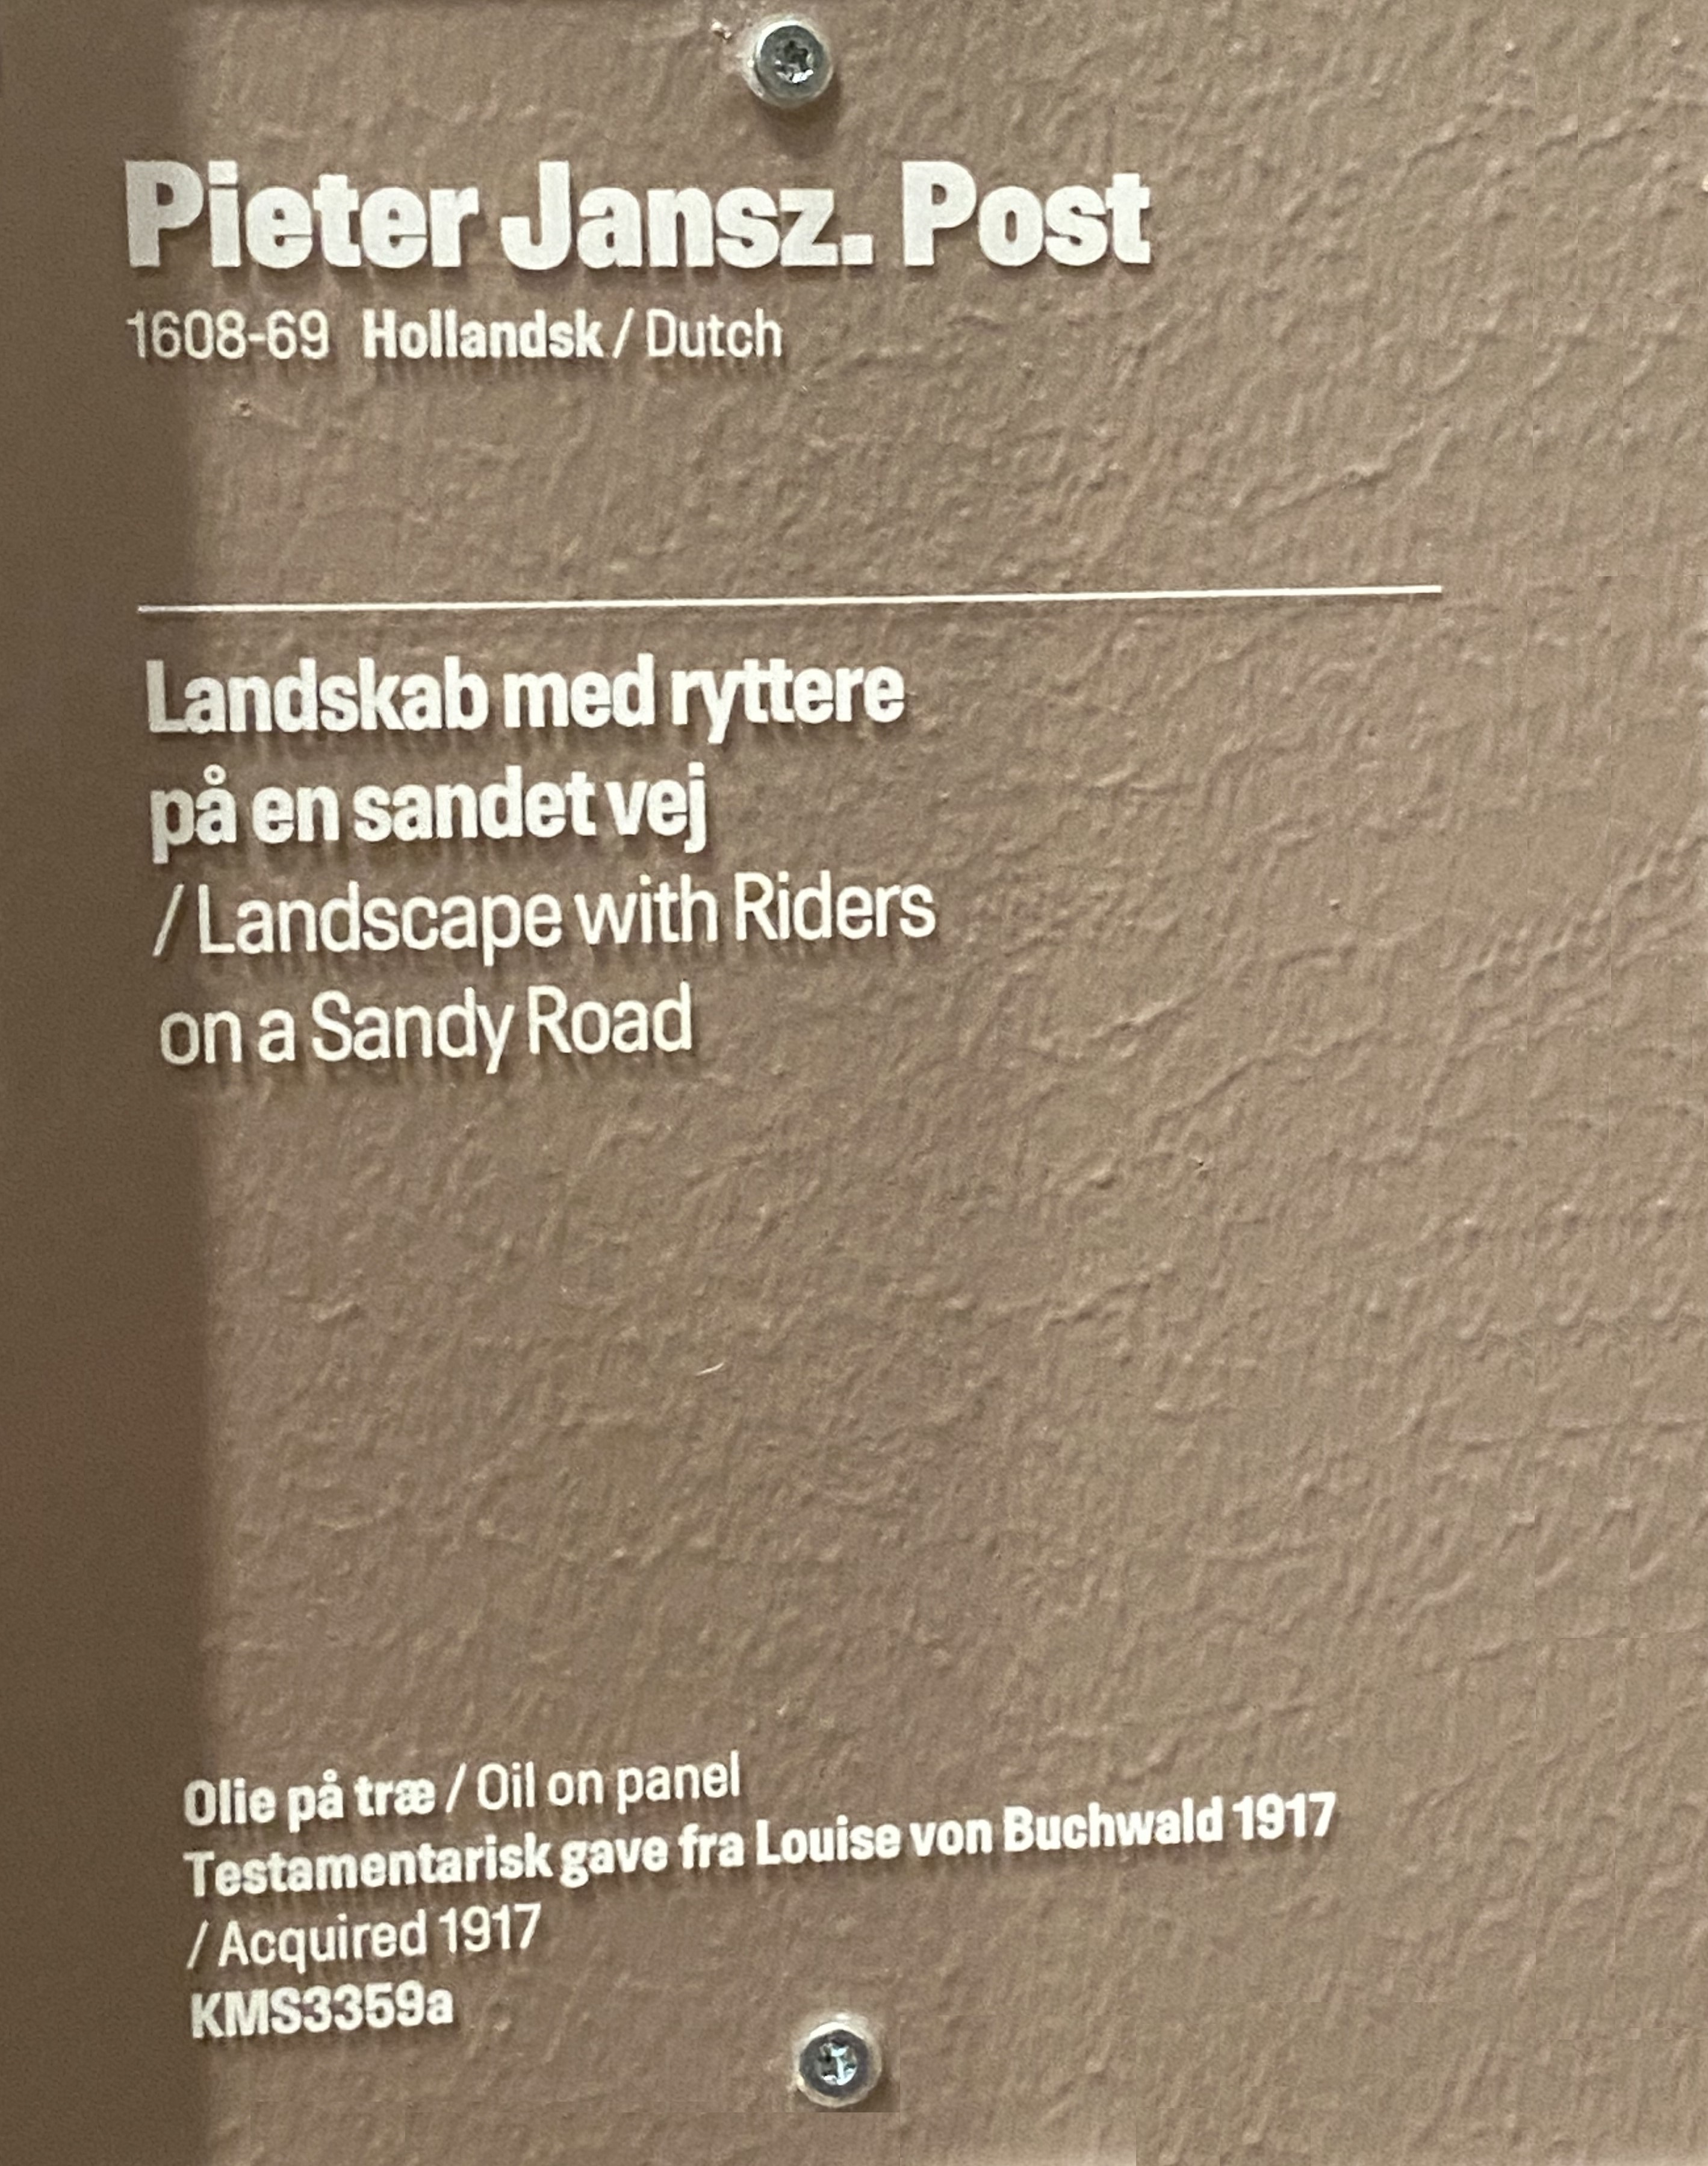 Pieter Jansz. Post
1608-69 Hollandsk / Dutch
Landskab med ryttere
på en sandet vej
/ Landscape with Riders
on a Sandy Road
Olie på træ / Oil on panel
Testamentarisk gave fra Louise von Buchwald 1917
/ Acquired 1917
KMS3359a